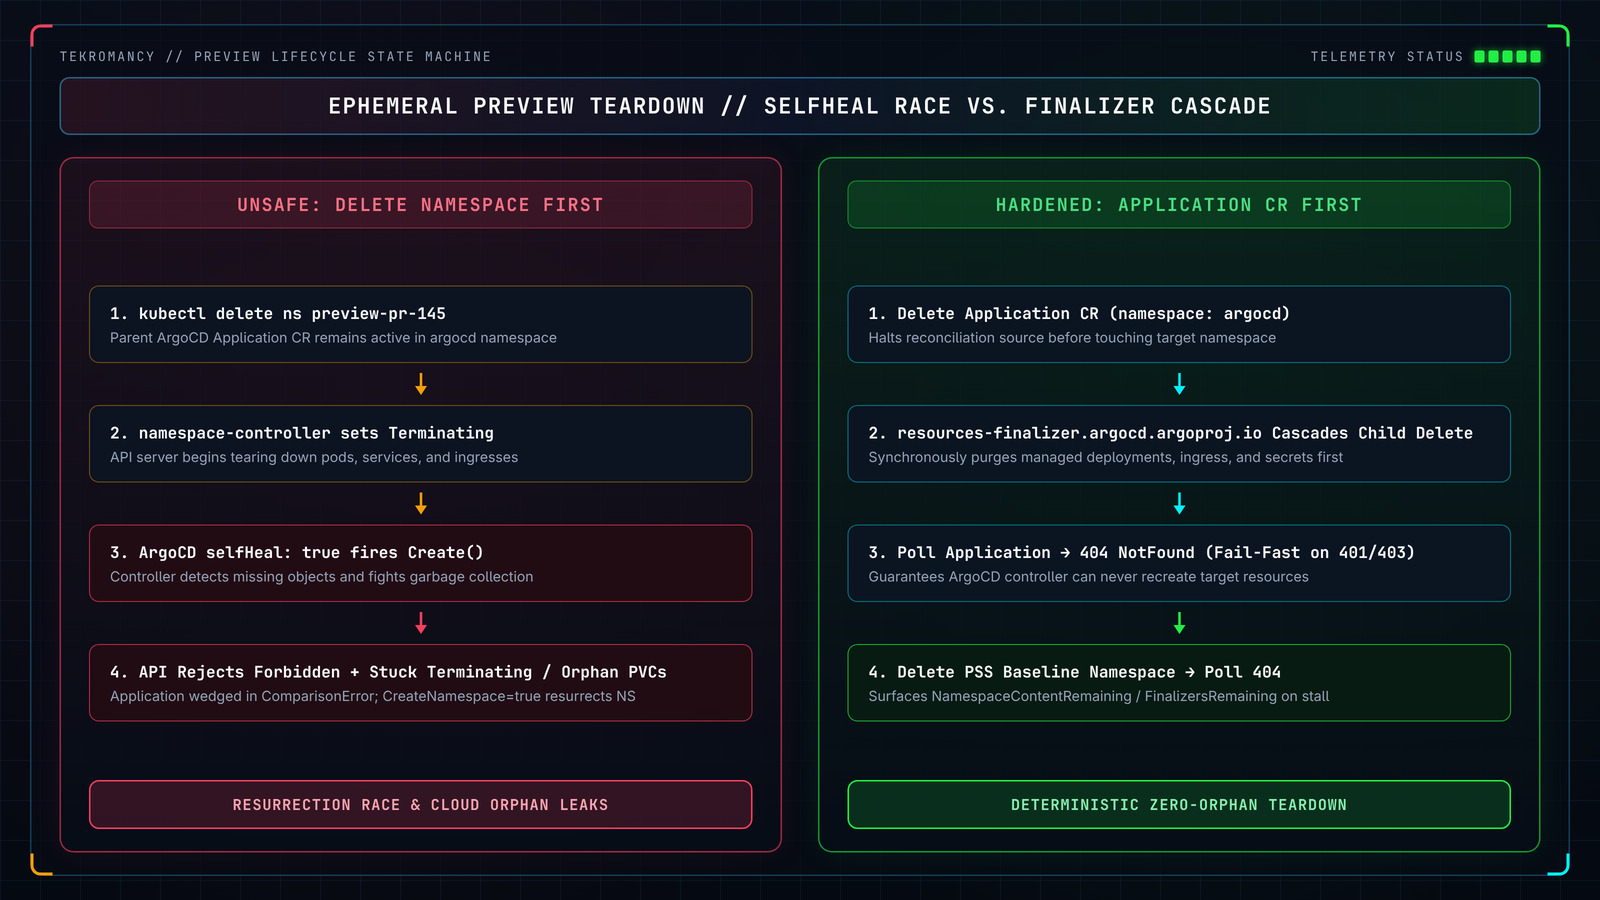 TEKROMANCY // PREVIEW LIFECYCLE STATE MACHINE
TELEMETRY STATUS
EPHEMERAL PREVIEW TEARDOWN // SELFHEAL RACE VS. FINALIZER CASCADE
UNSAFE: DELETE NAMESPACE FIRST
1. kubectl delete ns preview-pr-145
Parent ArgoCD Application CR remains active in argocd namespace
2. namespace-controller sets Terminating
API server begins tearing down pods, services, and ingresses
3. ArgoCD selfHeal: true fires Create()
Controller detects missing objects and fights garbage collection
4. API Rejects Forbidden + Stuck Terminating / Orphan PVCs
Application wedged in ComparisonError; CreateNamespace=true resurrects NS
RESURRECTION RACE & CLOUD ORPHAN LEAKS
HARDENED: APPLICATION CR FIRST
1. Delete Application CR (namespace: argocd)
Halts reconciliation source before touching target namespace
2. resources-finalizer.argocd.argoproj.io Cascades Child Delete
Synchronously purges managed deployments, ingress, and secrets first
3. Poll Application → 404 NotFound (Fail-Fast on 401/403)
Guarantees ArgoCD controller can never recreate target resources
4. Delete PSS Baseline Namespace → Poll 404
Surfaces NamespaceContentRemaining / FinalizersRemaining on stall
DETERMINISTIC ZERO-ORPHAN TEARDOWN